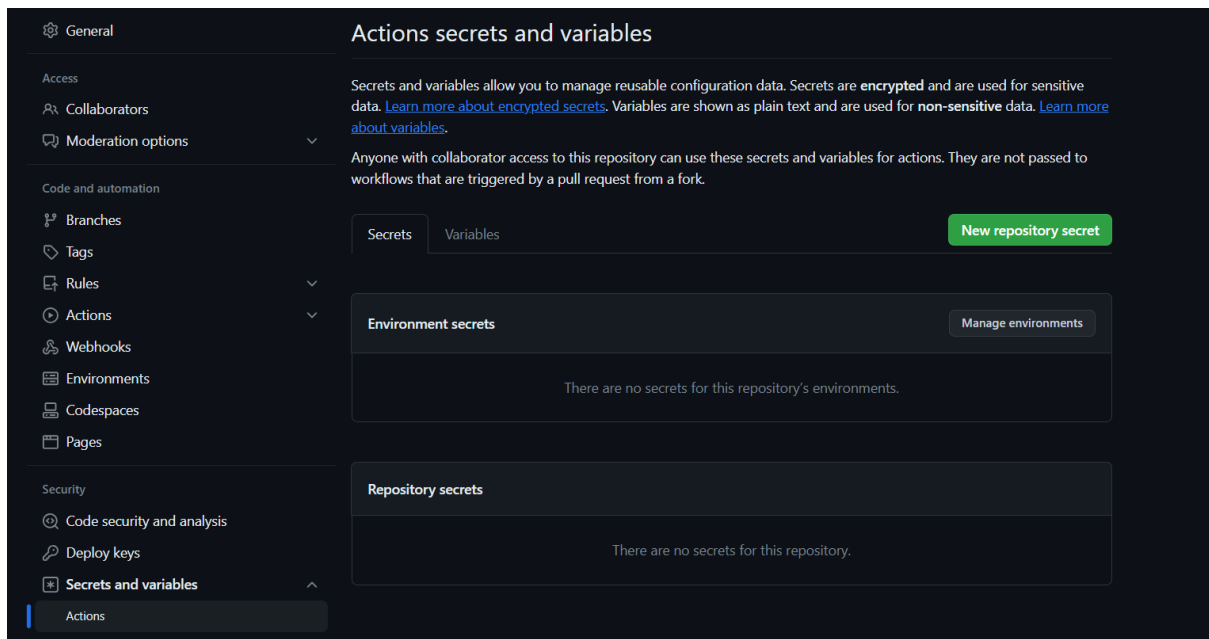 General
Access
Collaborators
Moderation options
Code and automation
Branches
Tags
Rules
Actions
Webhooks
Environments
Codespaces
Pages
Security
Code security and analysis
Deploy keys
Secrets and variables
Actions
Actions secrets and variables
Secrets and variables allow you to manage reusable configuration data. Secrets are encrypted and are used for sensitive
data. Learn more about encrypted secrets. Variables are shown as plain text and are used for non-sensitive data. Learn more
about variables.
Anyone with collaborator access to this repository can use these secrets and variables for actions. They are not passed to
workflows that are triggered by a pull request from a fork.
Secrets Variables New repository secret
Environment secrets Manage environments
There are no secrets for this repository's environments.
Repository secrets
There are no secrets for this repository.